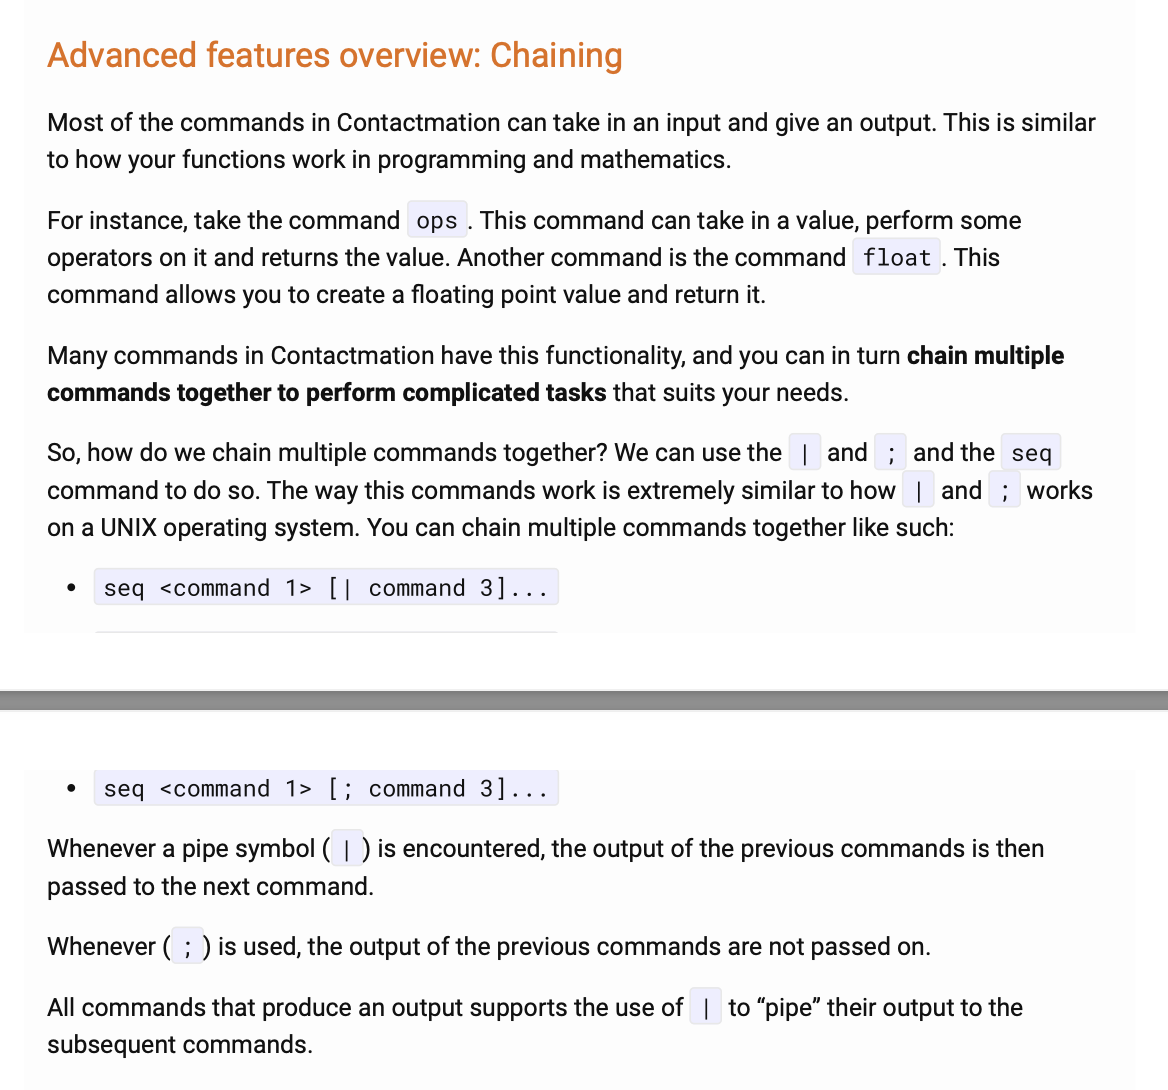 Advanced features overview: Chaining
Most of the commands in Contactmation can take in an input and give an output. This is similar
to how your functions work in programming and mathematics.
For instance, take the command ops . This command can take in a value, perform some
operators on it and returns the value. Another command is the command float . This
command allows you to create a floating point value and return it.
Many commands in Contactmation have this functionality, and you can in turn chain multiple
commands together to perform complicated tasks that suits your needs.
So, how do we chain multiple commands together? We can use the | and ; and the seq
command to do so. The way this commands work is extremely similar to how | and ; works
on a UNIX operating system. You can chain multiple commands together like such:
• seq <command 1> [| command 3]...
• seq <command 1> [; command 3]...
Whenever a pipe symbol ( | ) is encountered, the output of the previous commands is then
passed to the next command.
Whenever ( ; ) is used, the output of the previous commands are not passed on.
All commands that produce an output supports the use of | to “pipe” their output to the
subsequent commands.